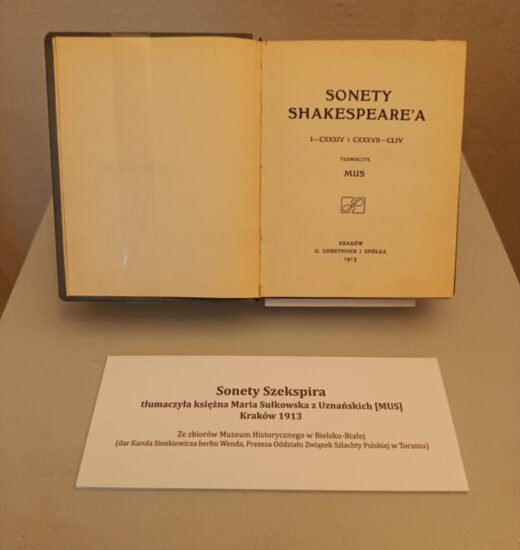 SONETY
SHAKESPEARE'A
I—CXXXIV i CXXXVII—CLIV
TŁOMACZYŁ
MUS
KRAKÓW
G. GEBETHNER I SPÓŁKA
1913
Sonety Szekspira
tłumaczyła księżna Maria Sułkowska z Uznańskich [MUS]
Kraków 1913
Ze zbiorów Muzeum Historycznego w Bielsku-Białej
(dar Karola Sienkiewicza herbu Wenda, Prezesa Oddziału Związek Szlachty Polskiej w Toruniu)